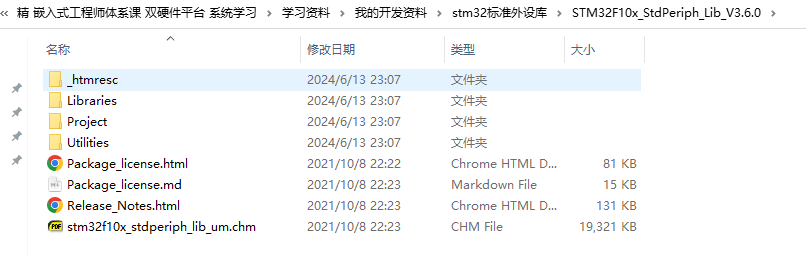 « 精 嵌入式工程师体系课 双硬件平台 系统学习 › 学习资料 › 我的开发资料 › stm32标准外设库 › STM32F10x_StdPeriph_Lib_V3.6.0 ›
名称 修改日期 类型 大小
_htmresc 2024/6/13 23:07 文件夹
Libraries 2024/6/13 23:07 文件夹
Project 2024/6/13 23:07 文件夹
Utilities 2024/6/13 23:07 文件夹
Package_license.html 2021/10/8 22:22 Chrome HTML D... 81 KB
Package_license.md 2021/10/8 22:23 Markdown File 15 KB
Release_Notes.html 2021/10/8 22:23 Chrome HTML D... 131 KB
stm32f10x_stdperiph_lib_um.chm 2021/10/8 22:23 CHM File 19,321 KB